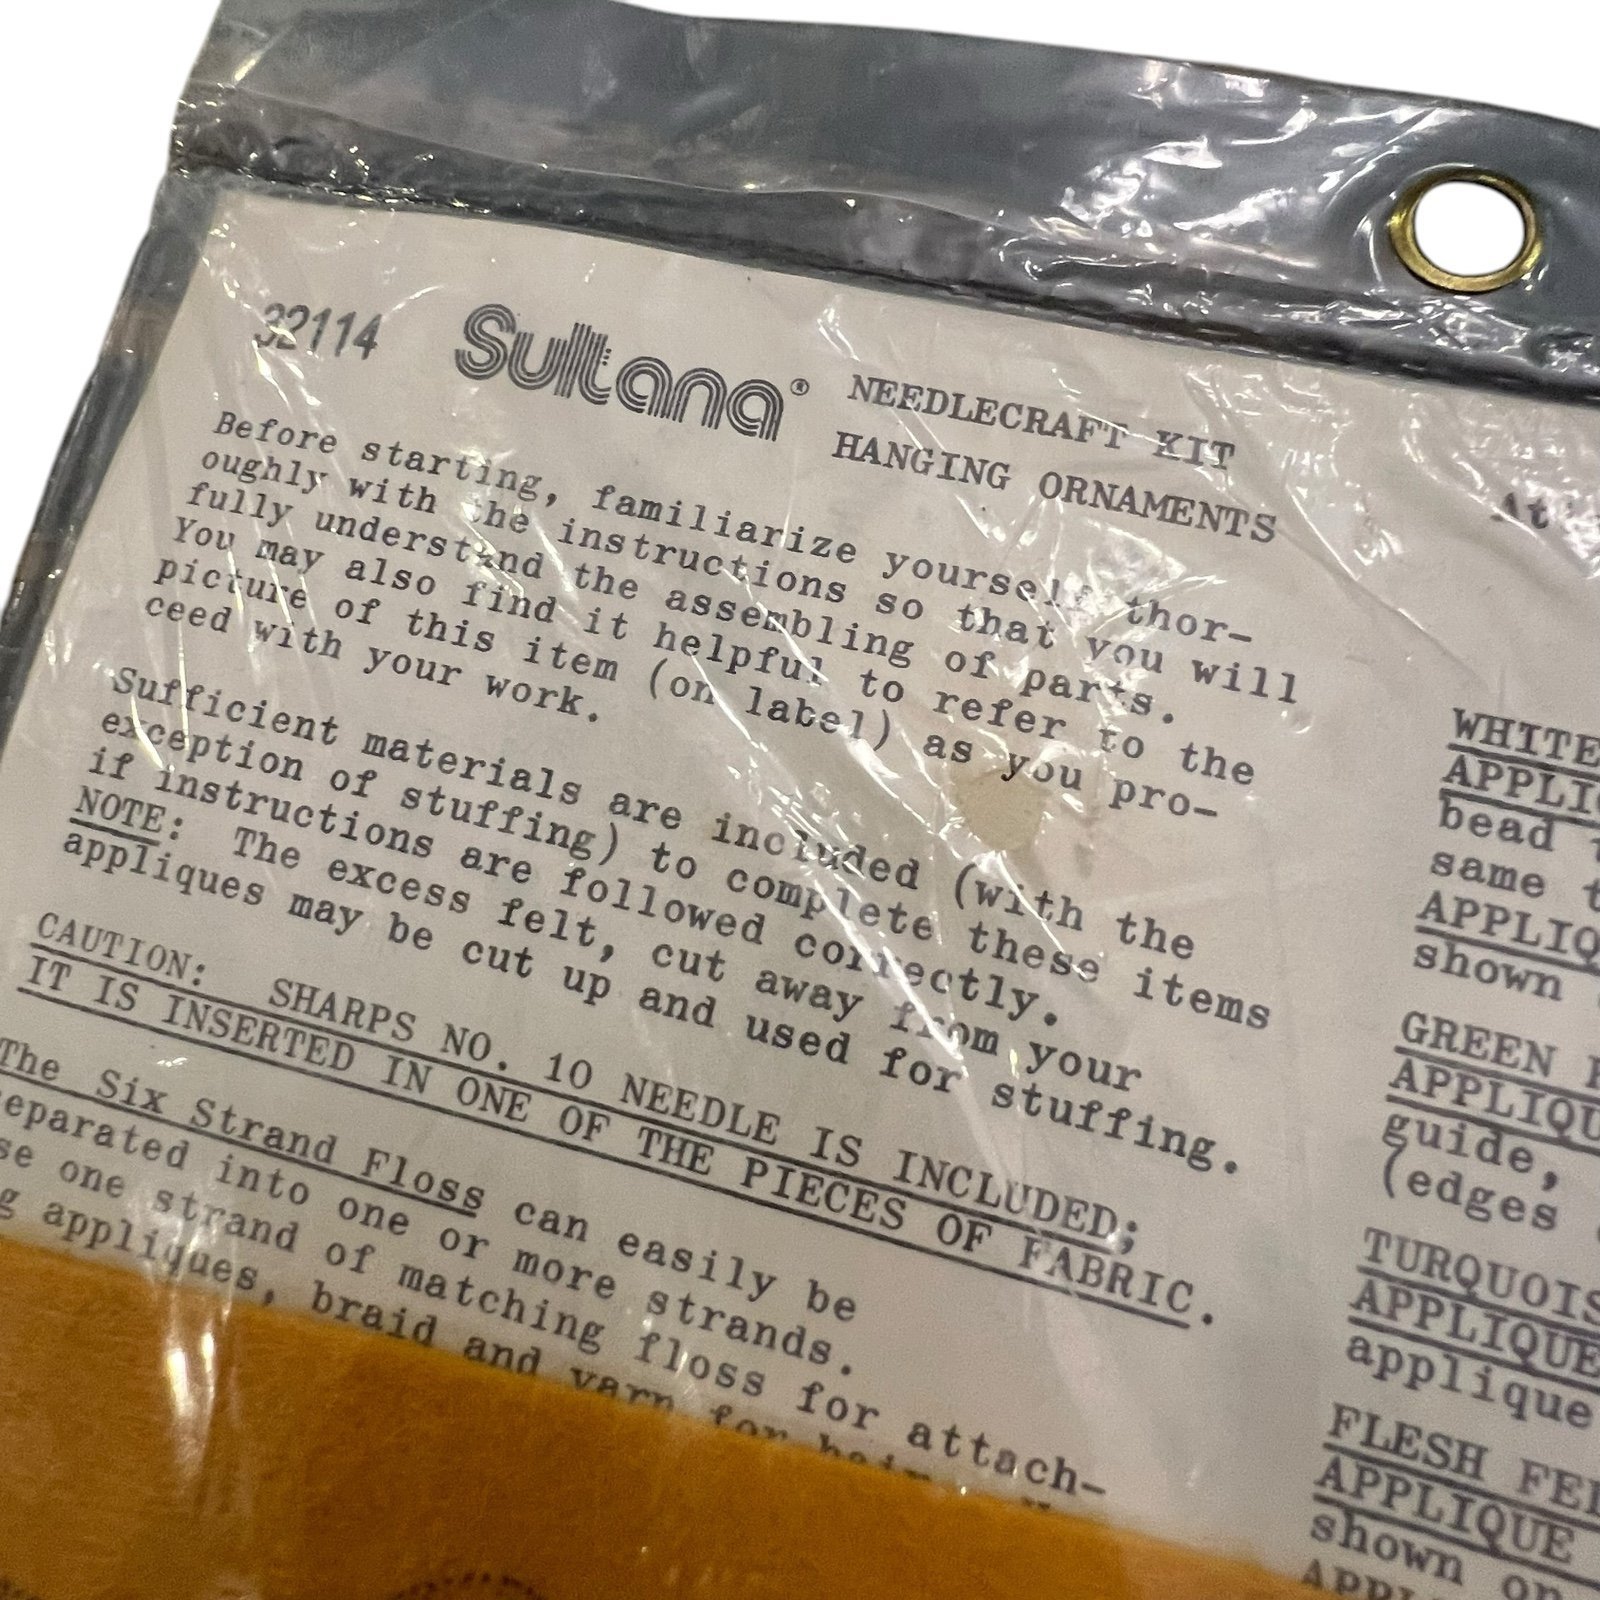 32114 Sultana® NEEDLECRAFT KIT
HANGING ORNAMENTS
Before starting, familiarize yourself thor-
oughly with the instructions so that you will
fully understand the assembling of parts.
You may also find it helpful to refer to the
picture of this item (on label) as you pro-
ceed with your work.
Sufficient materials are included (with the
exception of stuffing) to complete these items
if instructions are followed correctly.
NOTE: The excess felt, cut away from your
appliques may be cut up and used for stuffing.
CAUTION: SHARPS NO. 10 NEEDLE IS INCLUDED;
IT IS INSERTED IN ONE OF THE PIECES OF FABRIC.
The Six Strand Floss can easily be
eparated into one or more strands.
se one strand of matching floss for attach-
g appliques, braid and yarn for hair
At
WHITE
APPLI
bead
same t
APPLIQ
shown
GREEN
APPLIQU
guide,
(edges
TURQUOIS
APPLIQUE
applique
FLESH FEL
APPLIQUE
shown on